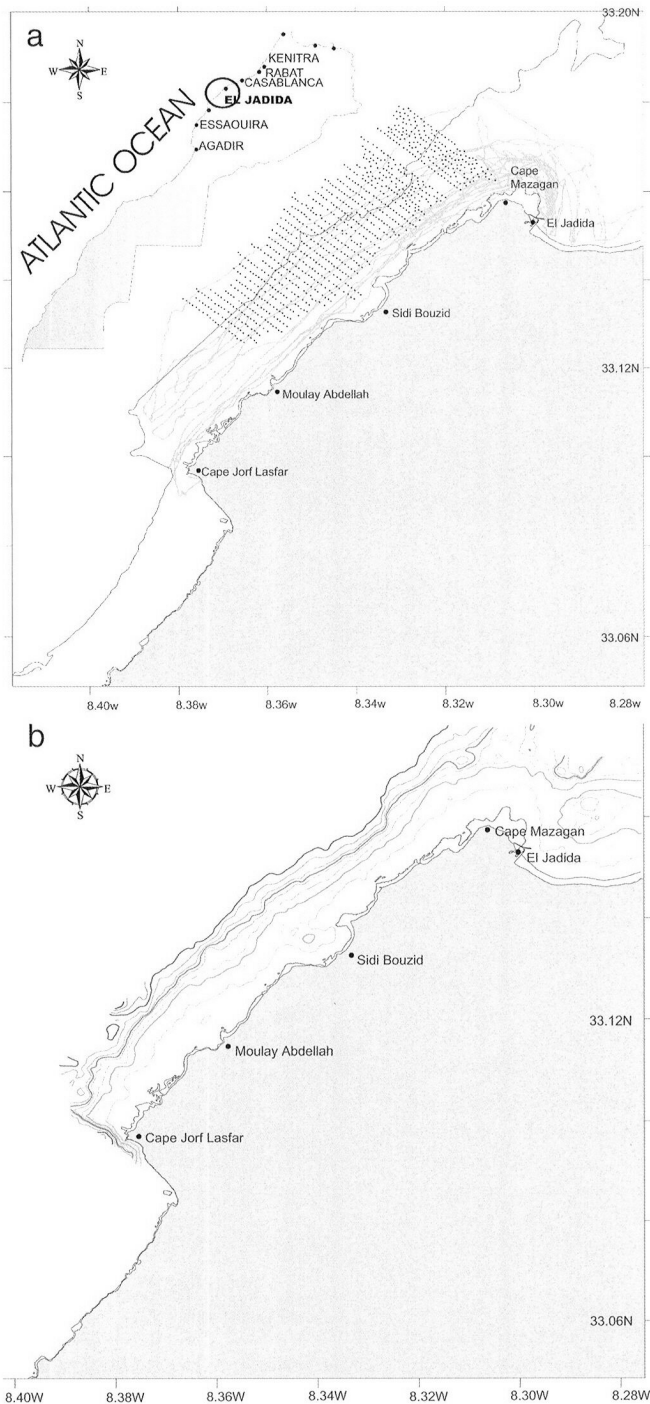 a
33.20N
N
W E
S
KENITRA
RABAT
CASABLANCA
EL JADIDA
ESSAOUIRA
AGADIR
ATLANTIC OCEAN
Cape
Mazagan
El Jadida
Sidi Bouzid
33.12N
Moulay Abdellah
Cape Jorf Lasfar
33.06N
8.40w 8.38w 8.36w 8.34w 8.32w 8.30w 8.28w
b
N
W E
S
Cape Mazagan
El Jadida
Sidi Bouzid
33.12N
Moulay Abdellah
Cape Jorf Lasfar
33.06N
8.40W 8.38W 8.36W 8.34W 8.32W 8.30W 8.28W